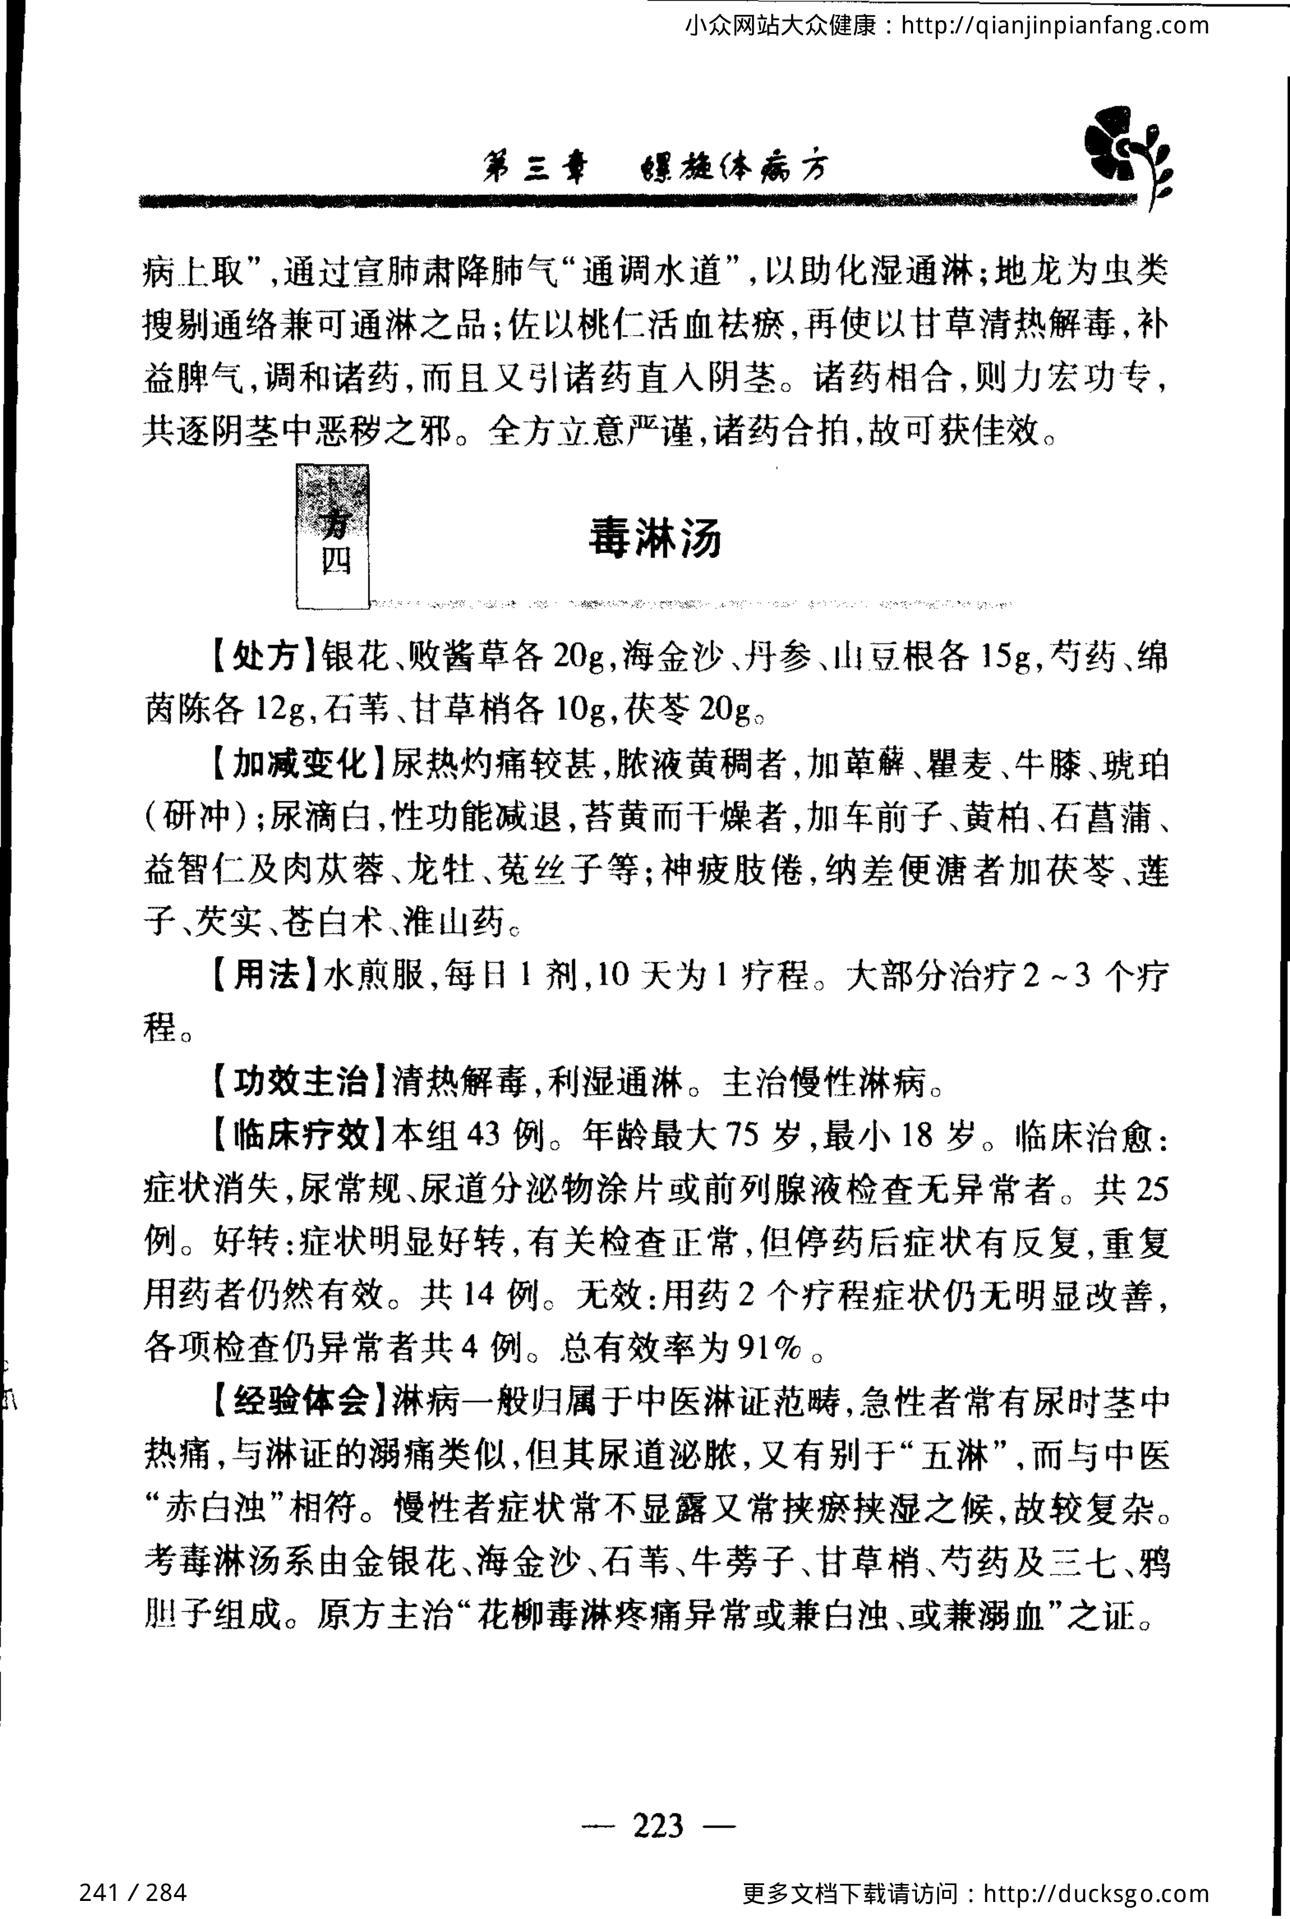 小众网站大众健康：http://qianjinpianfang.com
第三章 螺旋体病方
病上取”，通过宣肺肃降肺气“通调水道”，以助化湿通淋；地龙为虫类
搜剔通络兼可通淋之品；佐以桃仁活血祛瘀，再使以甘草清热解毒，补
益脾气，调和诸药，而且又引诸药直入阴茎。诸药相合，则力宏功专，
共逐阴茎中恶秽之邪。全方立意严谨，诸药合拍，故可获佳效。
方四
毒淋汤
【处方】银花、败酱草各 20g，海金沙、丹参、山豆根各 15g，芍药、绵
茵陈各 12g，石苇、甘草梢各 10g，茯苓 20g。
【加减变化】尿热灼痛较甚，脓液黄稠者，加萆薢、瞿麦、牛膝、琥珀
（研冲）；尿滴白，性功能减退，苔黄而干燥者，加车前子、黄柏、石菖蒲、
益智仁及肉苁蓉、龙牡、菟丝子等；神疲肢倦，纳差便溏者加茯苓、莲
子、芡实、苍白术、淮山药。
【用法】水煎服，每日 1 剂，10 天为 1 疗程。大部分治疗 2～3 个疗
程。
【功效主治】清热解毒，利湿通淋。主治慢性淋病。
【临床疗效】本组 43 例。年龄最大 75 岁，最小 18 岁。临床治愈：
症状消失，尿常规、尿道分泌物涂片或前列腺液检查无异常者。共 25
例。好转：症状明显好转，有关检查正常，但停药后症状有反复，重复
用药者仍然有效。共 14 例。无效：用药 2 个疗程症状仍无明显改善，
各项检查仍异常者共 4 例。总有效率为 91%。
【经验体会】淋病一般归属于中医淋证范畴，急性者常有尿时茎中
热痛，与淋证的溺痛类似，但其尿道泌脓，又有别于“五淋”，而与中医
“赤白浊”相符。慢性者症状常不显露又常挟瘀挟湿之候，故较复杂。
考毒淋汤系由金银花、海金沙、石苇、牛蒡子、甘草梢、芍药及三七、鸦
胆子组成。原方主治“花柳毒淋疼痛异常或兼白浊、或兼溺血”之证。
— 223 —
241 / 284
更多文档下载请访问：http://ducksgo.com